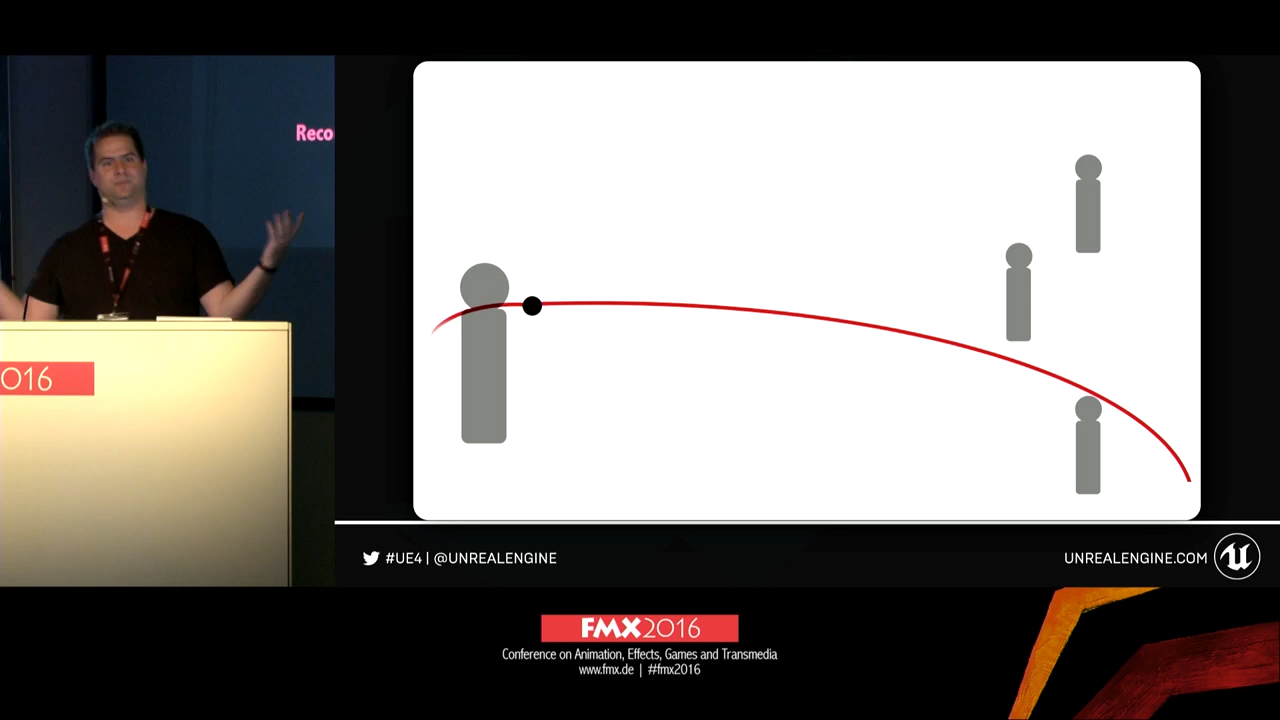 Reco
016
#UE4 | @UNREALENGINE
UNREALENGINE.COM
FMX2016
Conference on Animation, Effects, Games and Transmedia
www.fmx.de | #fmx2016